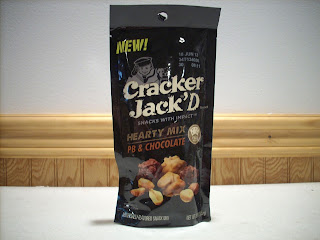 NEW!
Cracker
Jack'D
SNACKS WITH IMPACT
HEARTY MIX
PB & CHOCOLATE